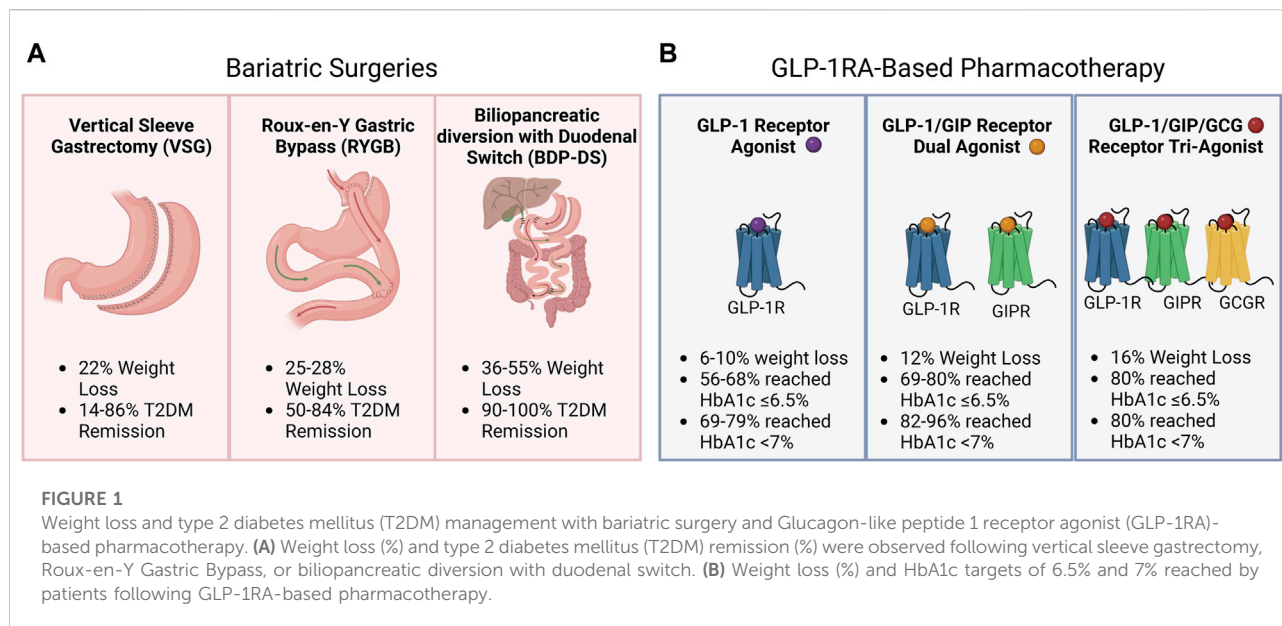 A
Bariatric Surgeries
Vertical Sleeve
Gastrectomy (VSG)
Roux-en-Y Gastric
Bypass (RYGB)
Biliopancreatic
diversion with Duodenal
Switch (BDP-DS)
• 22% Weight
Loss
• 14-86% T2DM
Remission
• 25-28%
Weight Loss
• 50-84% T2DM
Remission
• 36-55% Weight
Loss
• 90-100% T2DM
Remission
B
GLP-1RA-Based Pharmacotherapy
GLP-1 Receptor
Agonist
GLP-1R
• 6-10% weight loss
• 56-68% reached
HbA1c ≤6.5%
• 69-79% reached
HbA1c <7%
GLP-1/GIP Receptor
Dual Agonist
GLP-1R
GIPR
• 12% Weight Loss
• 69-80% reached
HbA1c ≤6.5%
• 82-96% reached
HbA1c <7%
GLP-1/GIP/GCG
Receptor Tri-Agonist
GLP-1R
GIPR
GCGR
• 16% Weight Loss
• 80% reached
HbA1c ≤6.5%
• 80% reached
HbA1c <7%
FIGURE 1
Weight loss and type 2 diabetes mellitus (T2DM) management with bariatric surgery and Glucagon-like peptide 1 receptor agonist (GLP-1RA)-
based pharmacotherapy. (A) Weight loss (%) and type 2 diabetes mellitus (T2DM) remission (%) were observed following vertical sleeve gastrectomy,
Roux-en-Y Gastric Bypass, or biliopancreatic diversion with duodenal switch. (B) Weight loss (%) and HbA1c targets of 6.5% and 7% reached by
patients following GLP-1RA-based pharmacotherapy.